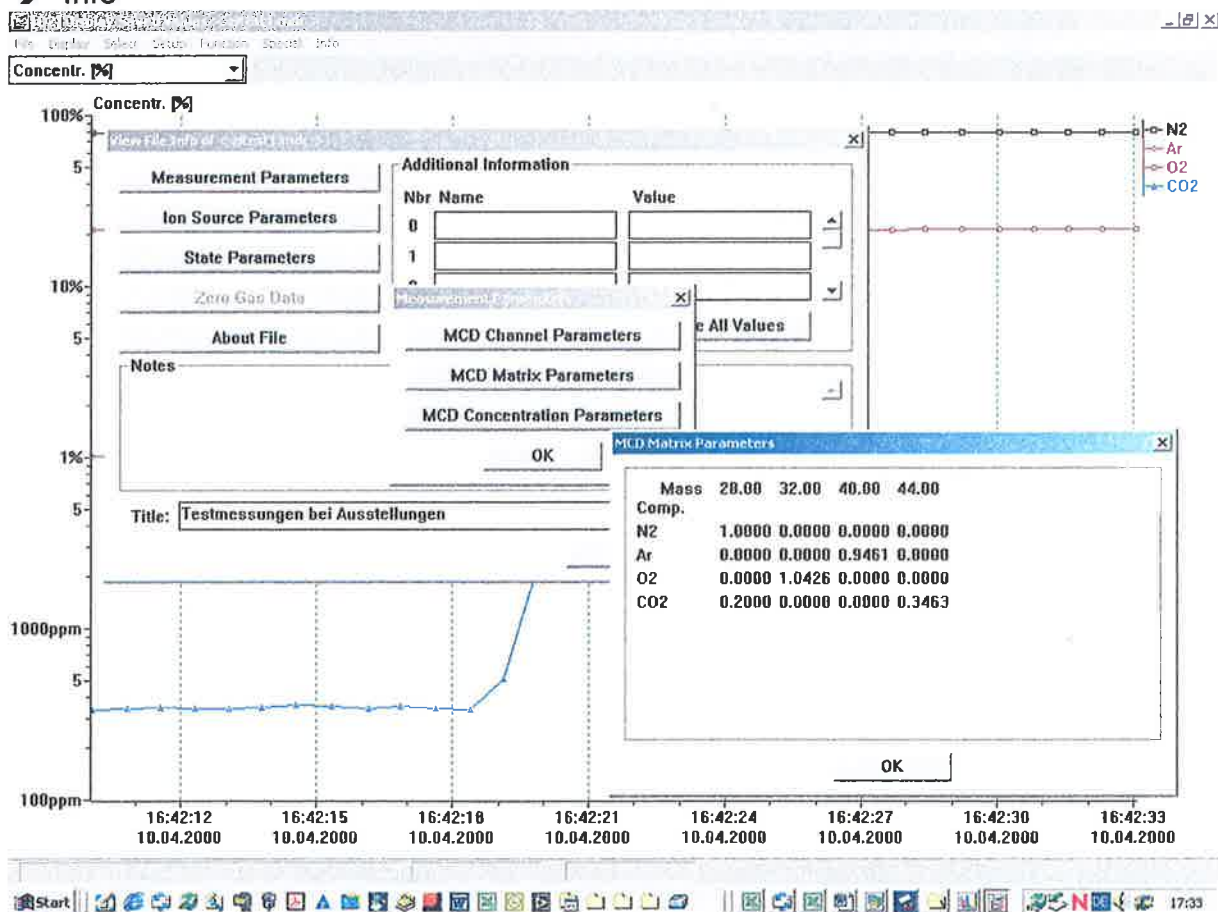 Info
File Display Select Setup Function Special Info
Concentr. [%]
Concentr. [%]
100%
5
10%
5
1%
5
1000ppm
5
100ppm
N2
Ar
O2
CO2
View File Info of
Measurement Parameters
Ion Source Parameters
State Parameters
Zero Gas Data
About File
Additional Information
Nbr Name Value
0
1
e All Values
Notes
Title: Testmessungen bei Ausstellungen
MCD Channel Parameters
MCD Matrix Parameters
MCD Concentration Parameters
OK
MCD Matrix Parameters
Mass 28.00 32.00 40.00 44.00
Comp.
N2 1.0000 0.0000 0.0000 0.0000
Ar 0.0000 0.0000 0.9461 0.0000
O2 0.0000 1.0426 0.0000 0.0000
CO2 0.2000 0.0000 0.0000 0.3463
OK
16:42:12 16:42:15 16:42:18 16:42:21 16:42:24 16:42:27 16:42:30 16:42:33
10.04.2000 10.04.2000 10.04.2000 10.04.2000 10.04.2000 10.04.2000 10.04.2000 10.04.2000
Start 17:33